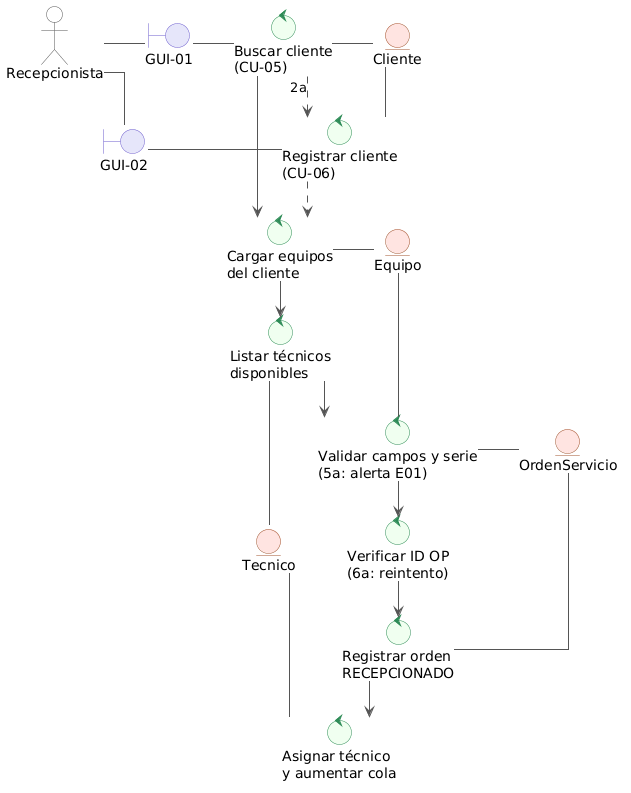 Recepcionista
GUI-01
Buscar cliente
(CU-05)
Cliente
2a
GUI-02
Registrar cliente
(CU-06)
Cargar equipos
del cliente
Equipo
Listar técnicos
disponibles
Validar campos y serie
(5a: alerta E01)
OrdenServicio
Verificar ID OP
(6a: reintento)
Tecnico
Registrar orden
RECEPCIONADO
Asignar técnico
y aumentar cola